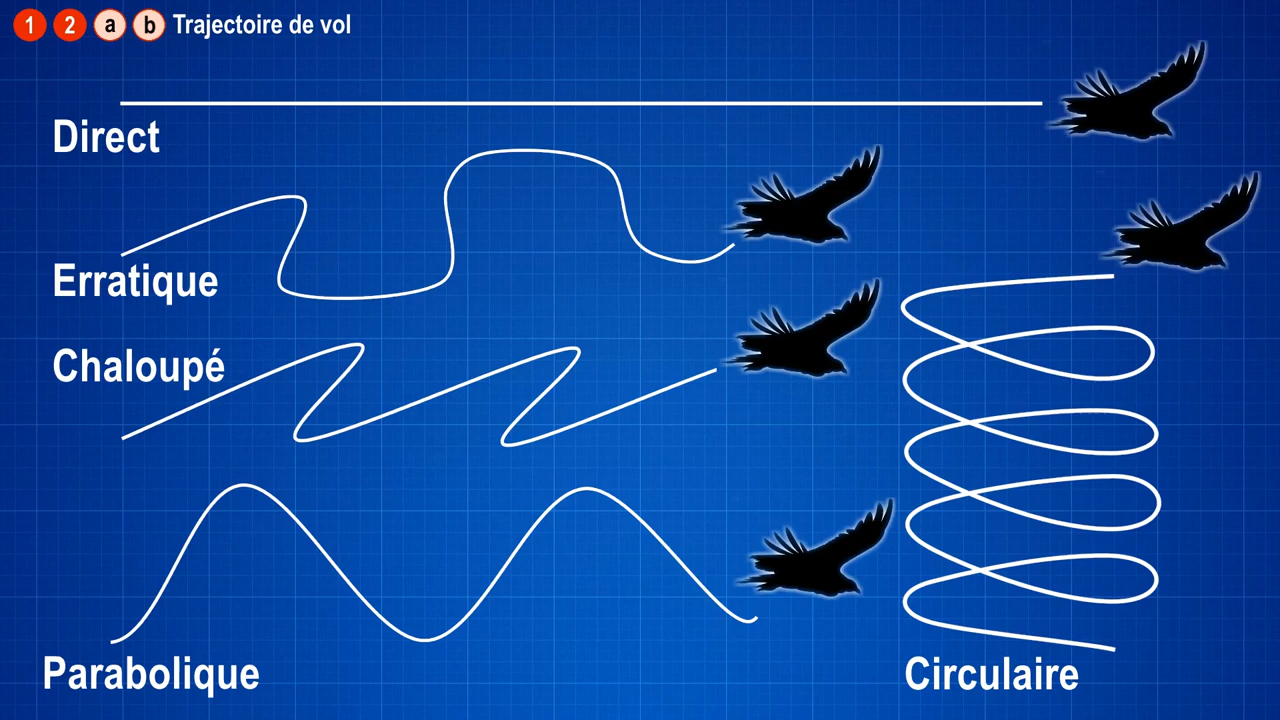 1 2 a b Trajectoire de vol
Direct
Erratique
Chaloupé
Parabolique
Circulaire